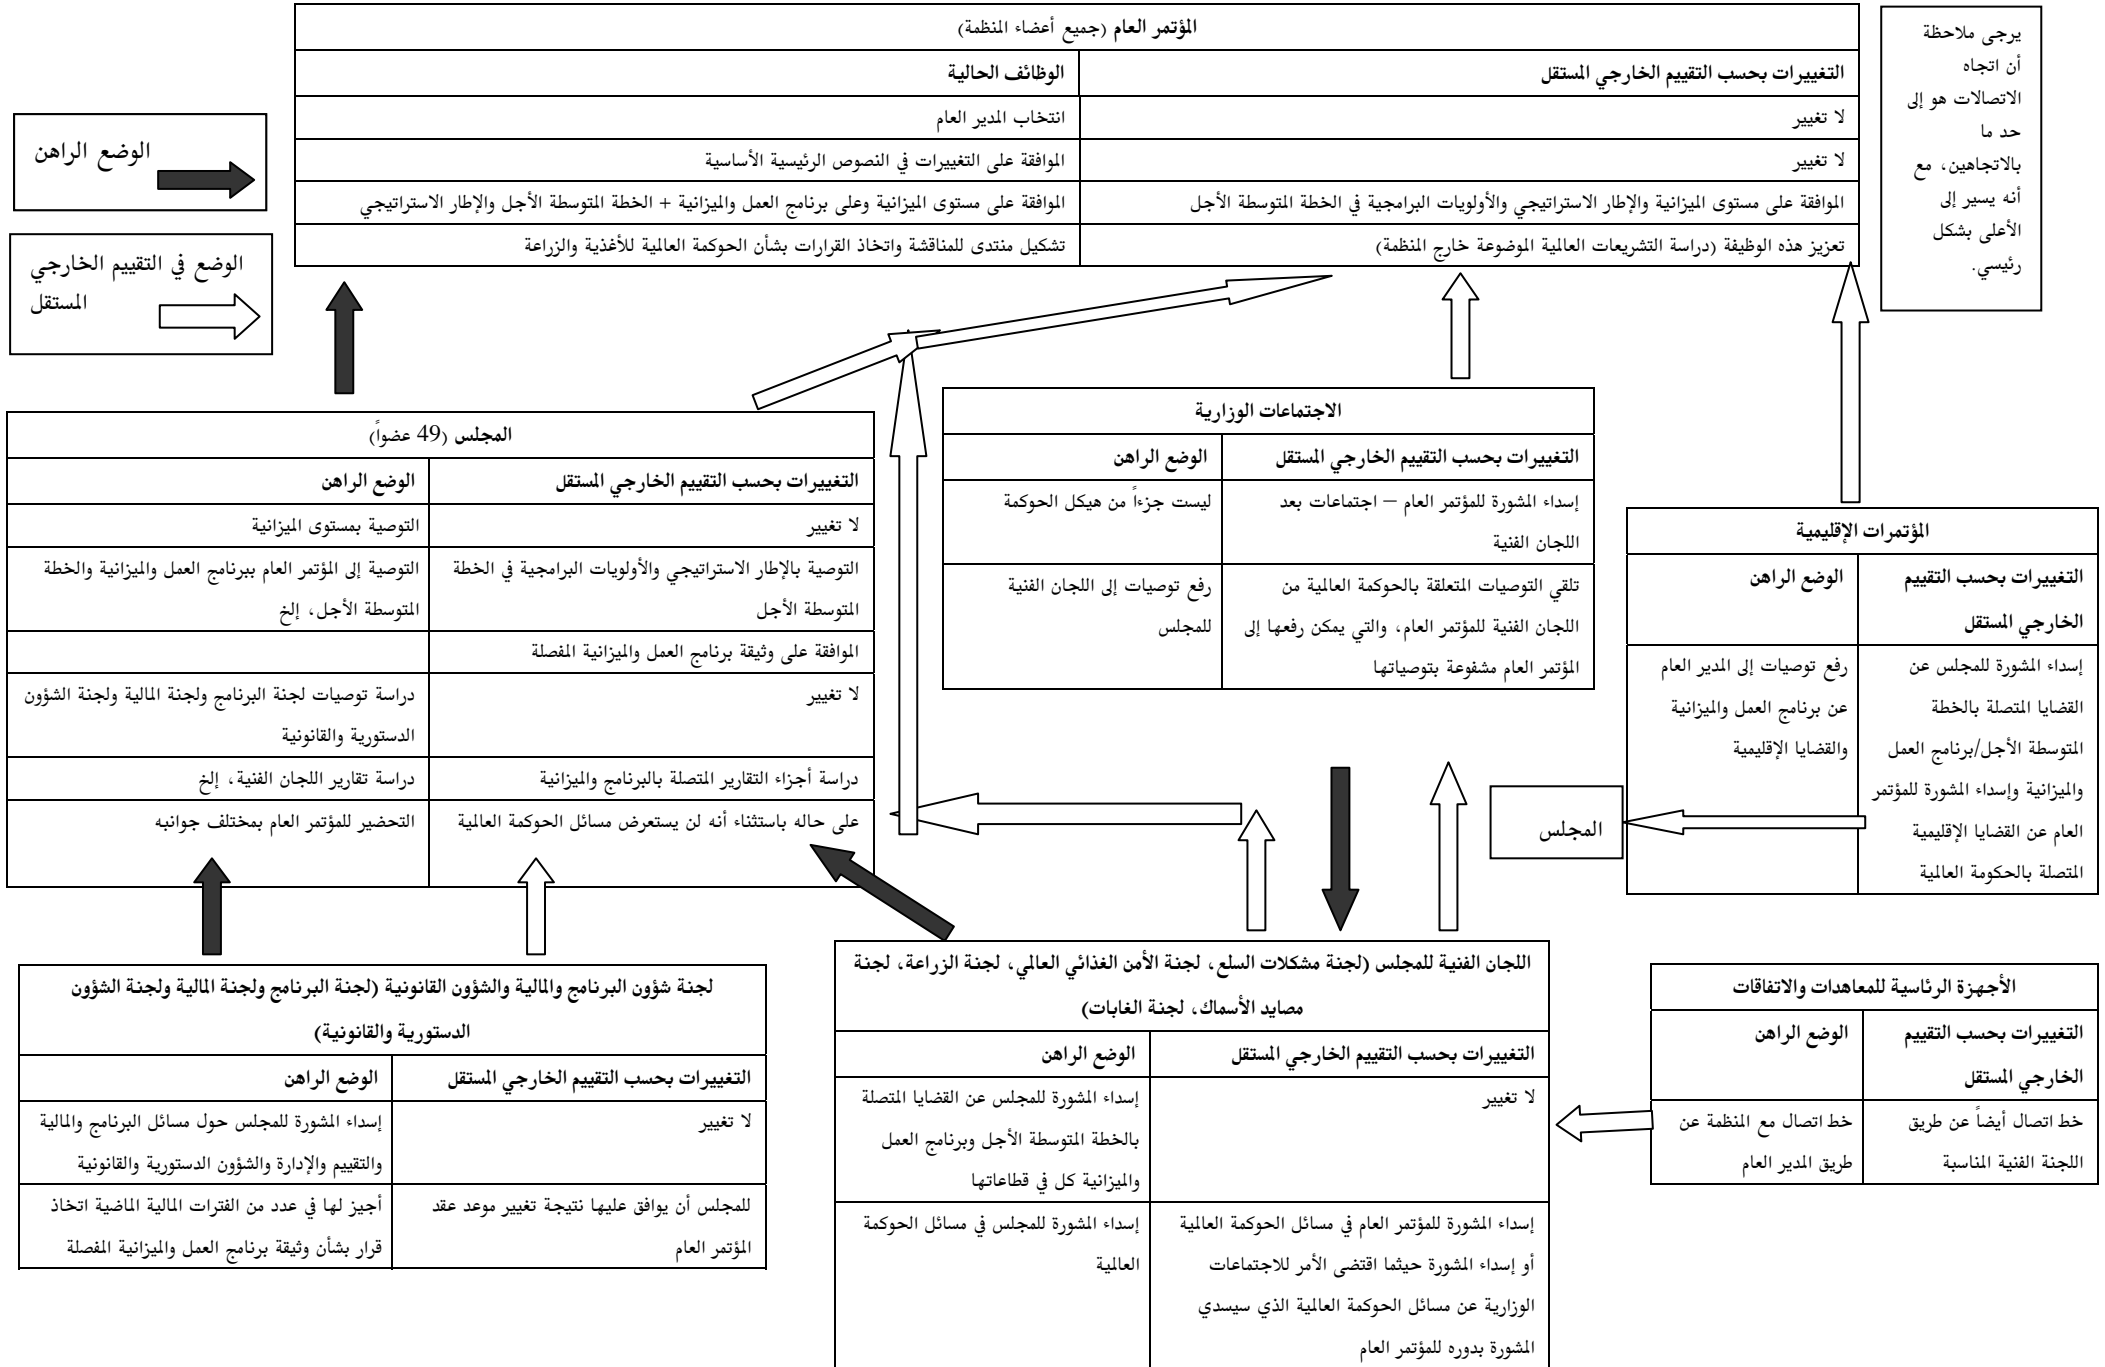 المؤتمر العام (جميع أعضاء المنظمة)
التغييرات بحسب التقييم الخارجي المستقل
الوظائف الحالية
لا تغيير
انتخاب المدير العام
لا تغيير
الموافقة على التغييرات في النصوص الرئيسية الأساسية
الموافقة على مستوى الميزانية والإطار الاستراتيجي والأولويات البرامجية في الخطة المتوسطة الأجل
الموافقة على مستوى الميزانية وعلى برنامج العمل والميزانية + الخطة المتوسطة الأجل والإطار الاستراتيجي
تعزيز هذه الوظيفة (دراسة التشريعات العالمية الموضوعة خارج المنظمة)
تشكيل منتدى للمناقشة واتخاذ القرارات بشأن الحوكمة العالمية للأغذية والزراعة
يرجى ملاحظة
أن اتجاه
الاتصالات هو إلى
حد ما
بالاتجاهين، مع
أنه يسير إلى
الأعلى بشكل
رئيسي.
الوضع الراهن
الوضع في التقييم الخارجي
المستقل
الاجتماعات الوزارية
التغييرات بحسب التقييم الخارجي المستقل
الوضع الراهن
إسداء المشورة للمؤتمر العام – اجتماعات بعد
اللجان الفنية
ليست جزءاً من هيكل الحوكمة
تلقي التوصيات المتعلقة بالحوكمة العالمية من
اللجان الفنية للمؤتمر العام، والتي يمكن رفعها إلى
المؤتمر العام مشفوعة بتوصياتها
رفع توصيات إلى اللجان الفنية
للمجلس
المجلس (49 عضواً)
التغييرات بحسب التقييم الخارجي المستقل
الوضع الراهن
لا تغيير
التوصية بمستوى الميزانية
التوصية بالإطار الاستراتيجي والأولويات البرامجية في الخطة
المتوسطة الأجل
التوصية إلى المؤتمر العام ببرنامج العمل والميزانية والخطة
المتوسطة الأجل، إلخ
الموافقة على وثيقة برنامج العمل والميزانية المفصلة
لا تغيير
دراسة توصيات لجنة البرنامج ولجنة المالية ولجنة الشؤون
الدستورية والقانونية
دراسة أجزاء التقارير المتصلة بالبرنامج والميزانية
دراسة تقارير اللجان الفنية، إلخ
على حاله باستثناء أنه لن يستعرض مسائل الحوكمة العالمية
التحضير للمؤتمر العام بمختلف جوانبه
المؤتمرات الإقليمية
التغييرات بحسب التقييم
الخارجي المستقل
الوضع الراهن
إسداء المشورة للمجلس عن
القضايا المتصلة بالخطة
المتوسطة الأجل/برنامج العمل
والميزانية وإسداء المشورة للمؤتمر
العام عن القضايا الإقليمية
المتصلة بالحكومة العالمية
رفع توصيات إلى المدير العام
عن برنامج العمل والميزانية
والقضايا الإقليمية
المجلس
اللجان الفنية للمجلس (لجنة مشكلات السلع، لجنة الأمن الغذائي العالمي، لجنة الزراعة، لجنة
مصايد الأسماك، لجنة الغابات)
التغييرات بحسب التقييم الخارجي المستقل
الوضع الراهن
لا تغيير
إسداء المشورة للمجلس عن القضايا المتصلة
بالخطة المتوسطة الأجل وبرنامج العمل
والميزانية كل في قطاعاتها
إسداء المشورة للمؤتمر العام في مسائل الحوكمة العالمية
أو إسداء المشورة حيثما اقتضى الأمر للاجتماعات
الوزارية عن مسائل الحوكمة العالمية الذي سيسدي
المشورة بدوره للمؤتمر العام
إسداء المشورة للمجلس في مسائل الحوكمة
العالمية
الأجهزة الرئاسية للمعاهدات والاتفاقات
التغييرات بحسب التقييم
الخارجي المستقل
الوضع الراهن
خط اتصال أيضاً عن طريق
اللجنة الفنية المناسبة
خط اتصال مع المنظمة عن
طريق المدير العام
لجنة شؤون البرنامج والمالية والشؤون القانونية (لجنة البرنامج ولجنة المالية ولجنة الشؤون
الدستورية والقانونية)
التغييرات بحسب التقييم الخارجي المستقل
الوضع الراهن
لا تغيير
إسداء المشورة للمجلس حول مسائل البرنامج والمالية
والتقييم والإدارة والشؤون الدستورية والقانونية
للمجلس أن يوافق عليها نتيجة تغيير موعد عقد
المؤتمر العام
أجيز لها في عدد من الفترات المالية الماضية اتخاذ
قرار بشأن وثيقة برنامج العمل والميزانية المفصلة